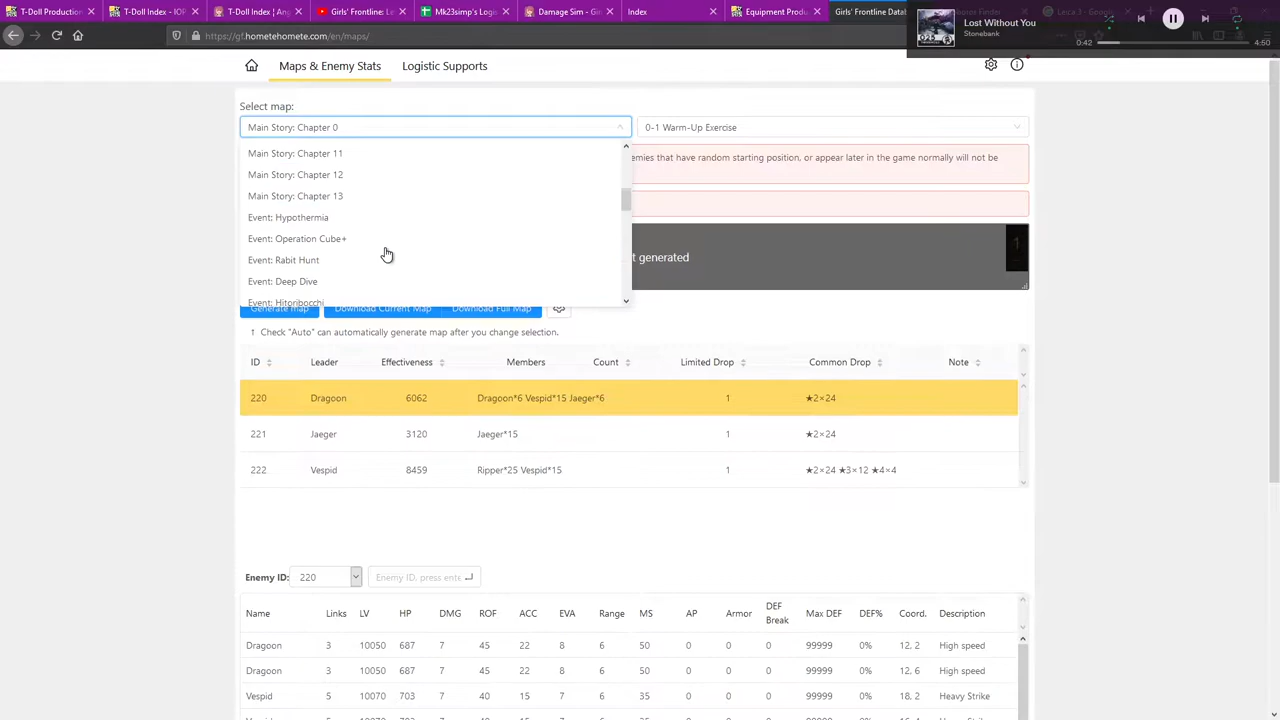 T-Doll Production
T-Doll Index - IOP
T-Doll Index | An
Girls' Frontline: Le
Mk23simp's Logi
Damage Sim - Gi
Index
Equipment Produ
Girls' Frontline Datab
Lost Without You
Stonebank
0:42
4:50
https://gf.hometehomete.com/en/maps/
Maps & Enemy Stats
Logistic Supports
Select map:
Main Story: Chapter 0
0-1 Warm-Up Exercise
Main Story: Chapter 11
Main Story: Chapter 12
Main Story: Chapter 13
Event: Hypothermia
Event: Operation Cube+
Event: Rabit Hunt
Event: Deep Dive
Event: Hitoribocchi
emies that have random starting position, or appear later in the game normally will not be
t generated
1
Generate map
Download Current Map
Download Full Map
↑ Check "Auto" can automatically generate map after you change selection.
ID Leader Effectiveness Members Count Limited Drop Common Drop Note
220 Dragoon 6062 Dragoon*6 Vespid*15 Jaeger*6 1 ★2×24
221 Jaeger 3120 Jaeger*15 1 ★2×24
222 Vespid 8459 Ripper*25 Vespid*15 1 ★2×24 ★3×12 ★4×4
Enemy ID: 220 Enemy ID, press ente
Name Links LV HP DMG ROF ACC EVA Range MS AP Armor DEF Break Max DEF DEF% Coord. Description
Dragoon 3 10050 687 7 45 22 8 6 50 0 0 0 99999 0% 12, 2 High speed
Dragoon 3 10050 687 7 45 22 8 6 50 0 0 0 99999 0% 12, 6 High speed
Vespid 5 10070 703 7 40 15 7 6 35 0 0 0 99999 0% 18, 2 Heavy Strike